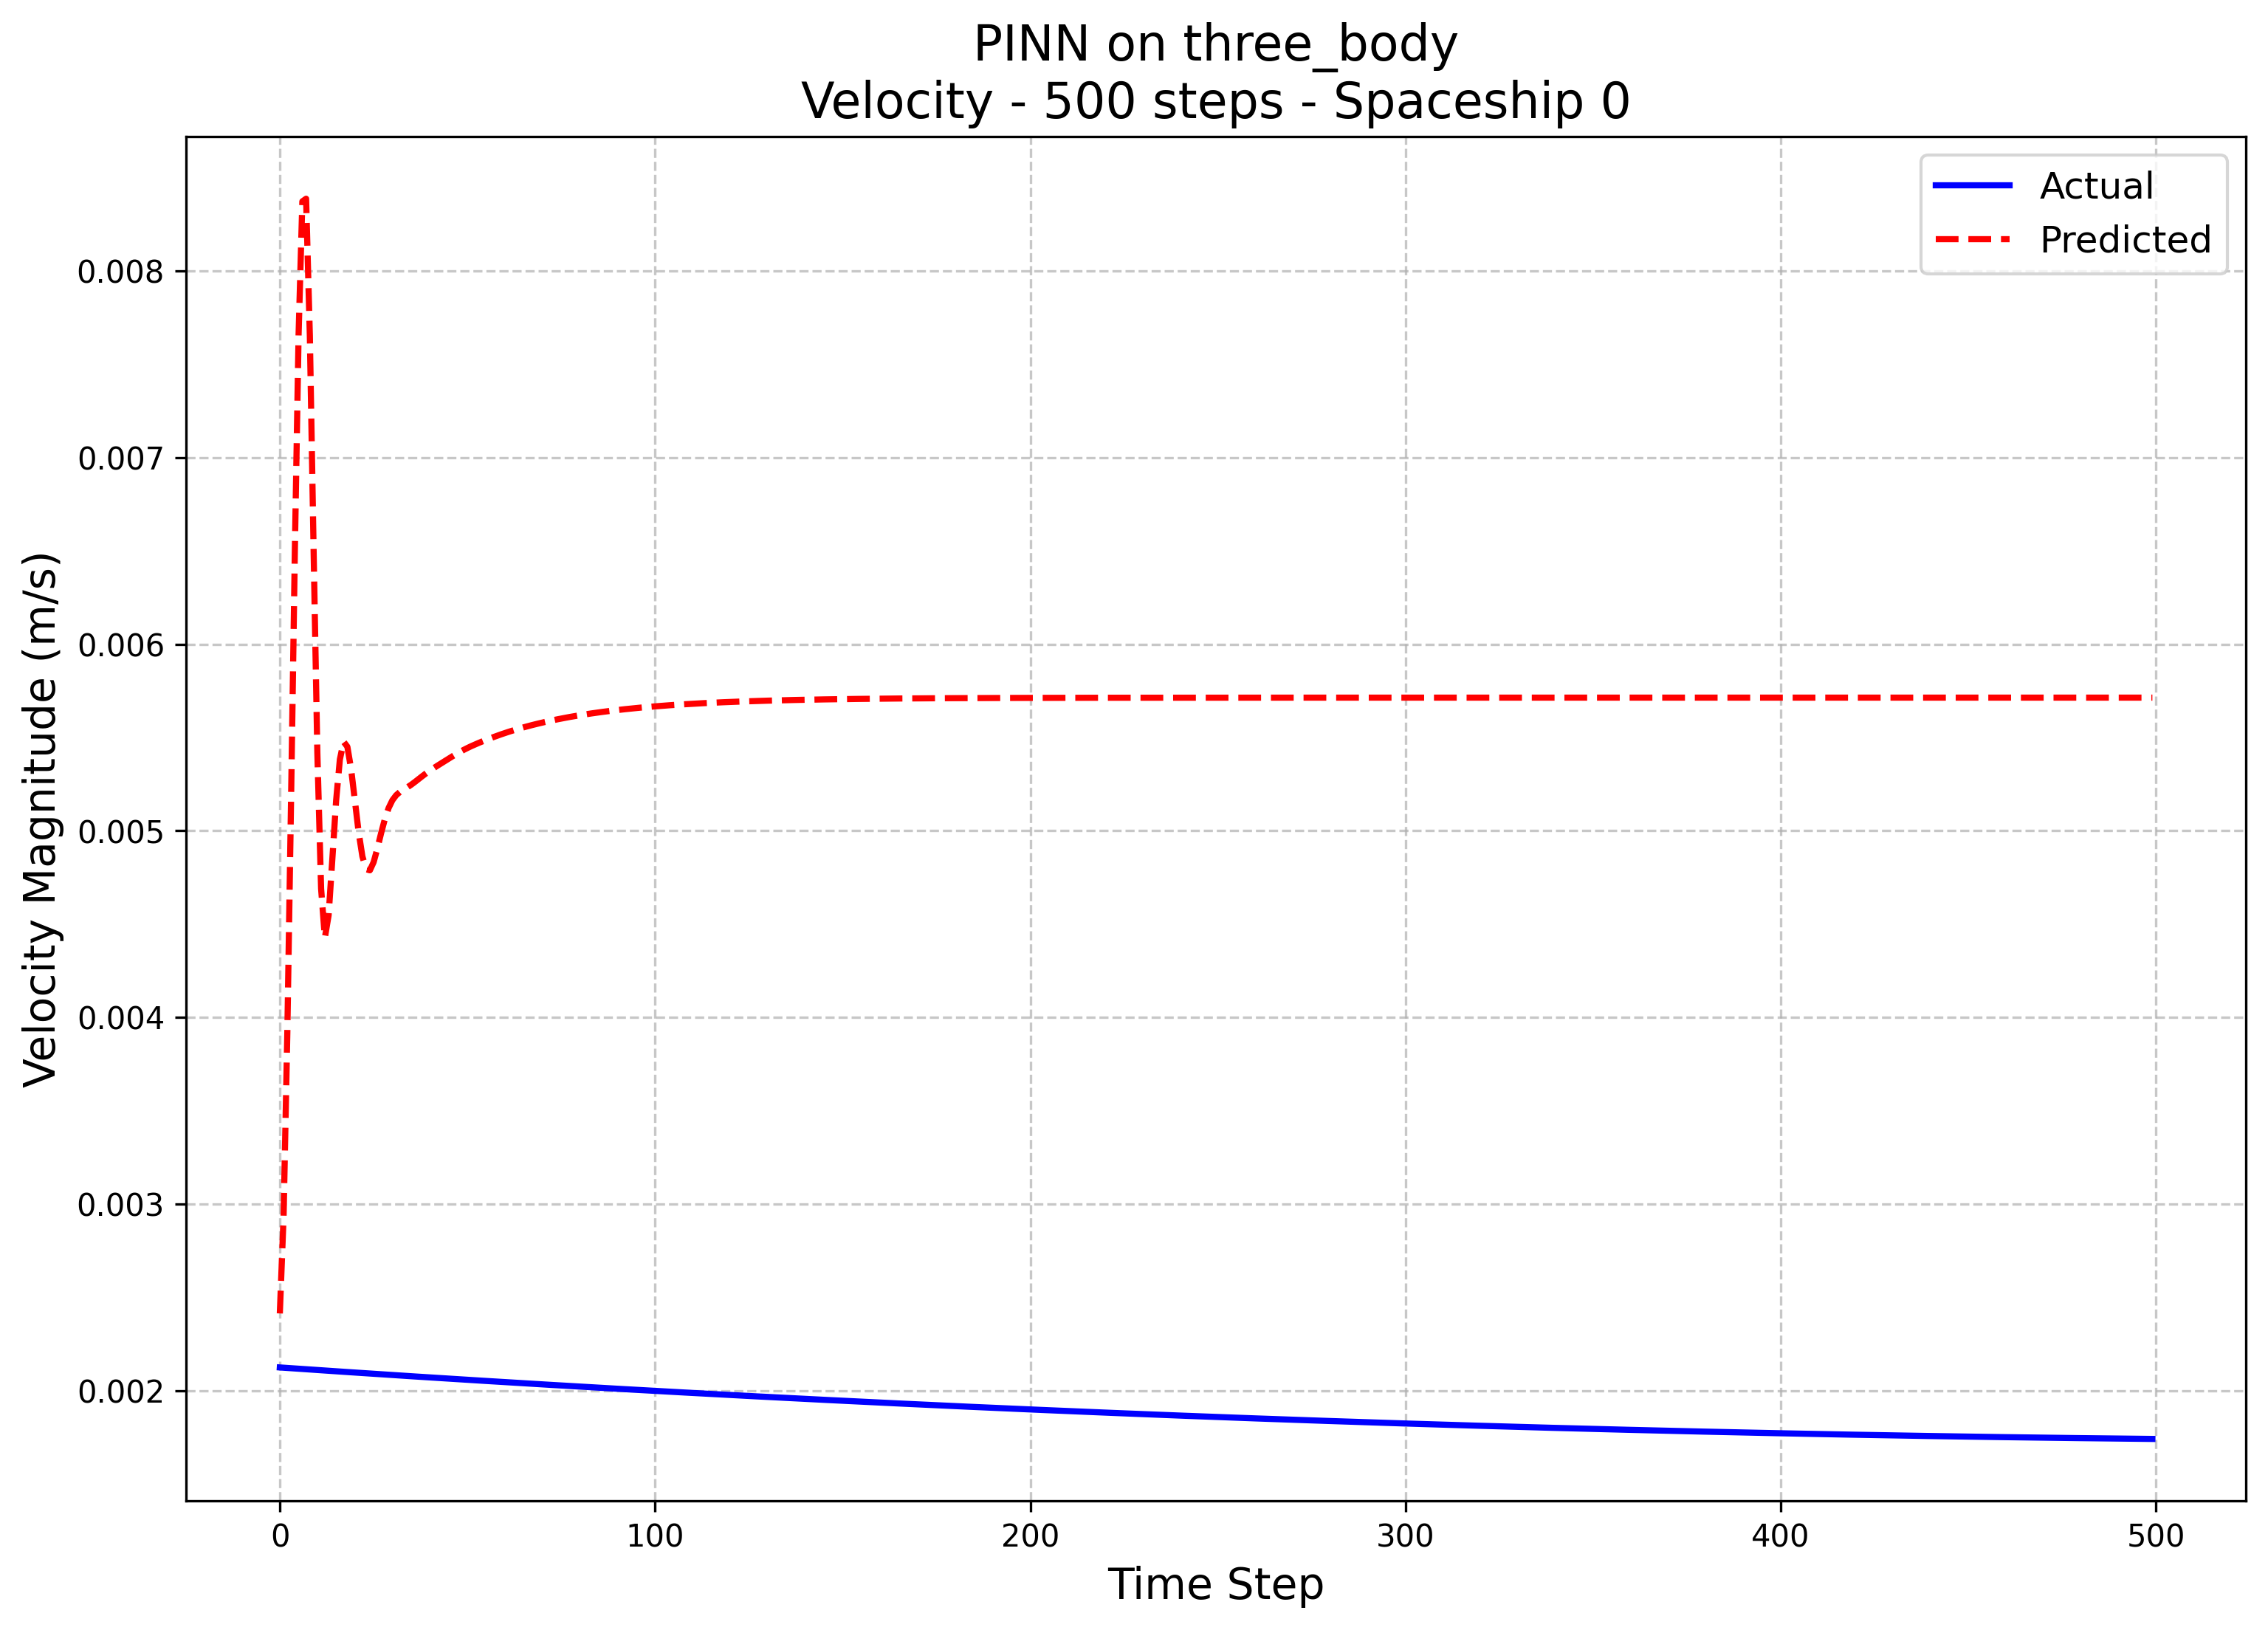 PINN on three_body
Velocity - 500 steps - Spaceship 0
Actual
Predicted
Velocity Magnitude (m/s)
0.008
0.007
0.006
0.005
0.004
0.003
0.002
0 100 200 300 400 500
Time Step